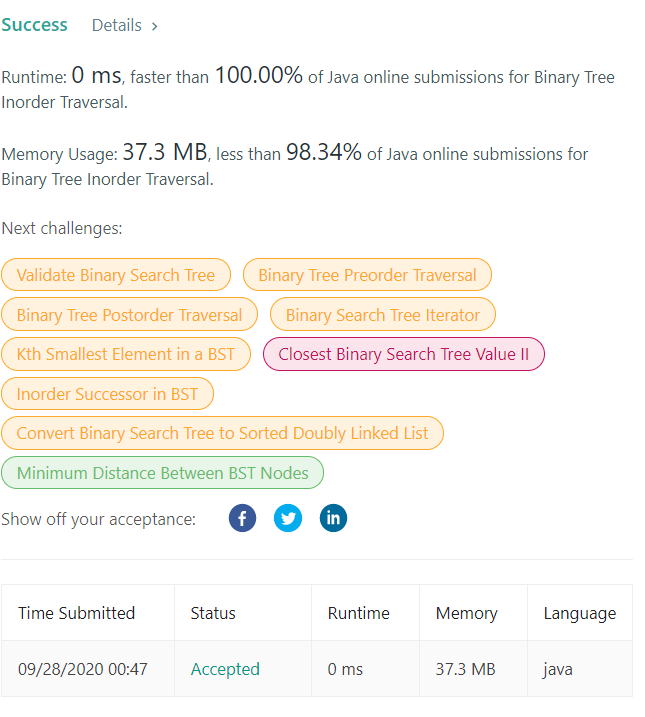 Success Details >
Runtime: 0 ms, faster than 100.00% of Java online submissions for Binary Tree
Inorder Traversal.
Memory Usage: 37.3 MB, less than 98.34% of Java online submissions for
Binary Tree Inorder Traversal.
Next challenges:
Validate Binary Search Tree Binary Tree Preorder Traversal
Binary Tree Postorder Traversal Binary Search Tree Iterator
Kth Smallest Element in a BST Closest Binary Search Tree Value II
Inorder Successor in BST
Convert Binary Search Tree to Sorted Doubly Linked List
Minimum Distance Between BST Nodes
Show off your acceptance: f in
Time Submitted Status Runtime Memory Language
09/28/2020 00:47 Accepted 0 ms 37.3 MB java